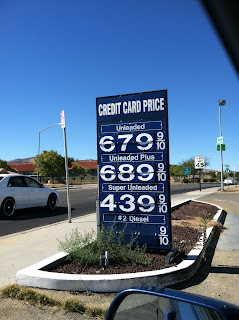 CREDIT CARD PRICE
Unleaded
679 9/10
Unleaded Plus
689 9/10
Super Unleaded
439 9/10
#2 Diesel
9/10
45